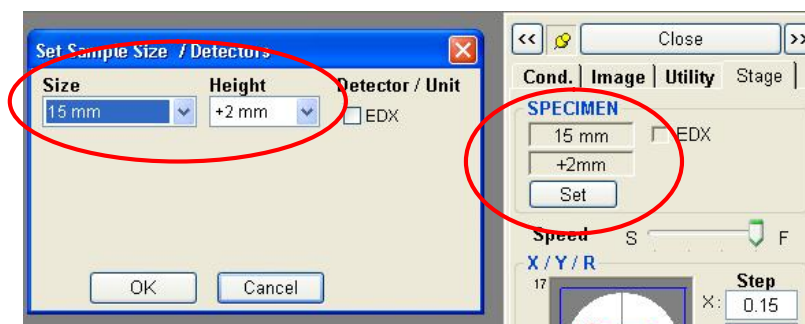 Set Sample Size / Detectors
Size Height Detector / Unit
15 mm +2 mm EDX
OK Cancel
<< Close >>
Cond. Image Utility Stage
SPECIMEN
15 mm EDX
+2mm
Set
Speed S F
X / Y / R
17 Step
X: 0.15